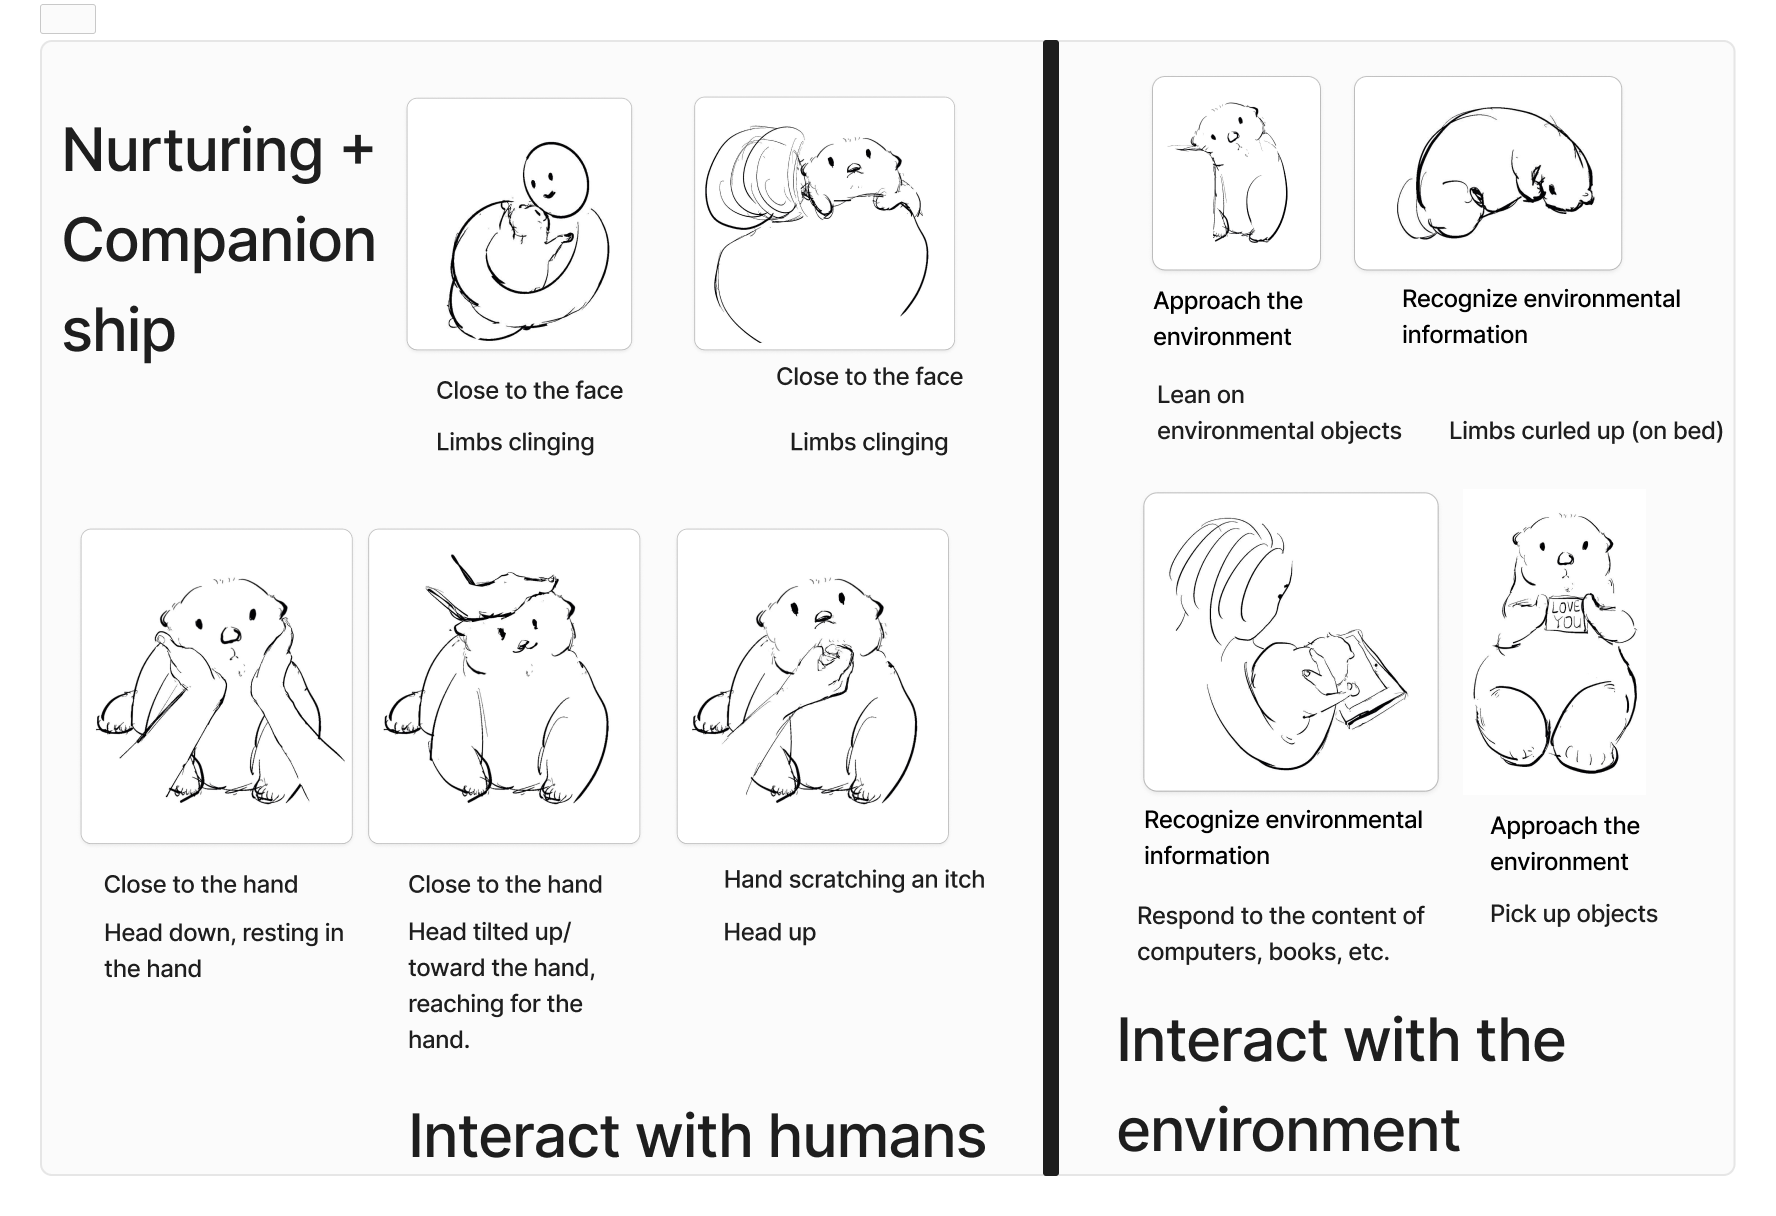 Nurturing +
Companion
ship
Close to the face
Limbs clinging
Close to the face
Limbs clinging
Close to the hand
Head down, resting in
the hand
Close to the hand
Head tilted up/
toward the hand,
reaching for the
hand.
Hand scratching an itch
Head up
Interact with humans
Approach the
environment
Lean on
environmental objects
Recognize environmental
information
Limbs curled up (on bed)
Recognize environmental
information
Respond to the content of
computers, books, etc.
LOVE
YOU
Approach the
environment
Pick up objects
Interact with the
environment